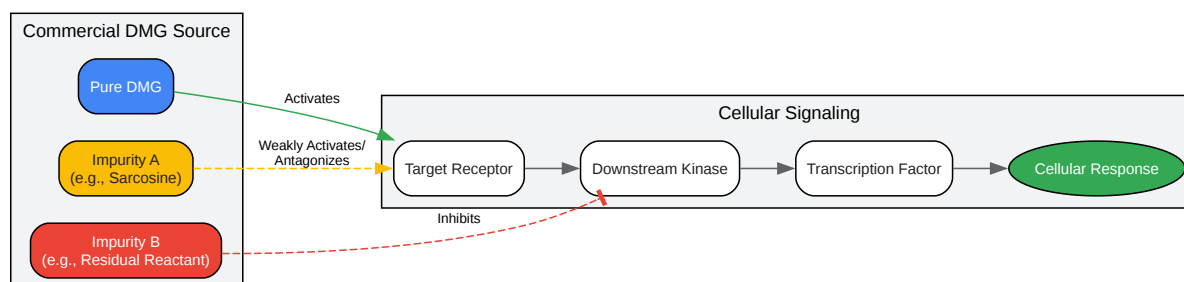 Commercial DMG Source
Pure DMG
Activates
Cellular Signaling
Impurity A
(e.g., Sarcosine)
Weakly Activates/
Antagonizes
Target Receptor
Downstream Kinase
Transcription Factor
Cellular Response
Impurity B
(e.g., Residual Reactant)
Inhibits